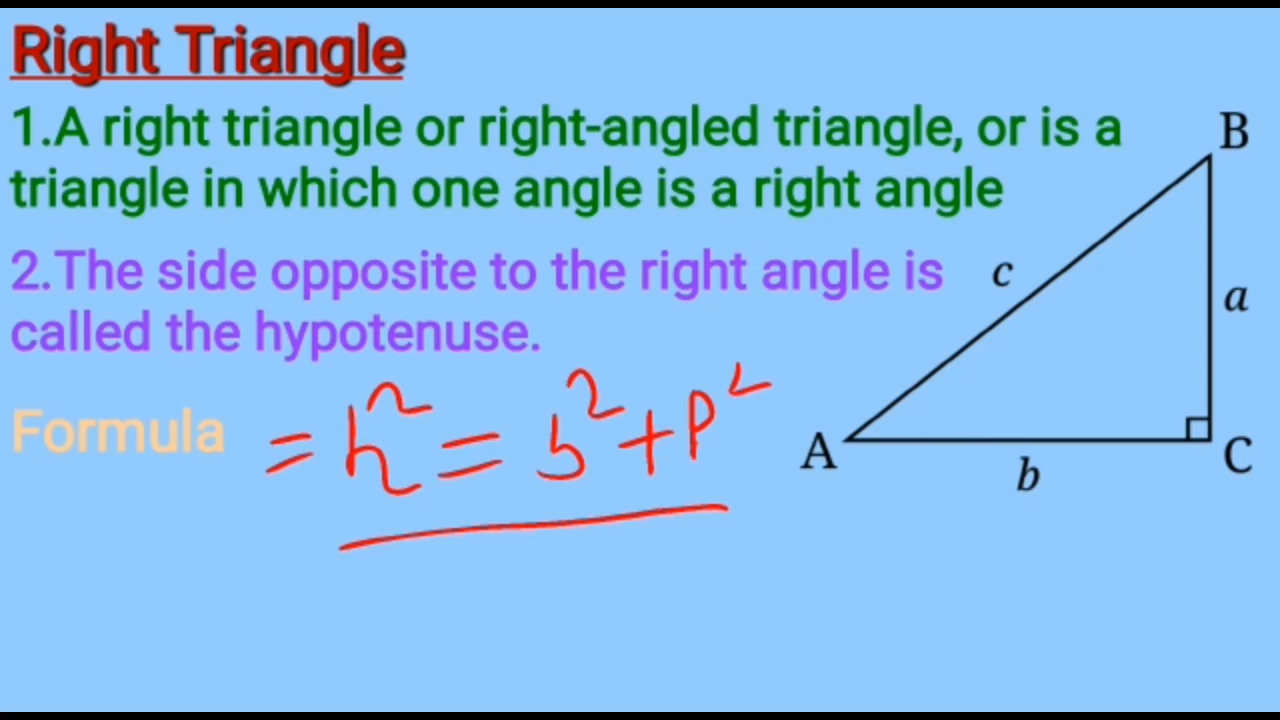 Right Triangle
1.A right triangle or right-angled triangle, or is a
triangle in which one angle is a right angle
2.The side opposite to the right angle is
called the hypotenuse.
Formula = h² = b² + p²
B
c
a
A
b
C